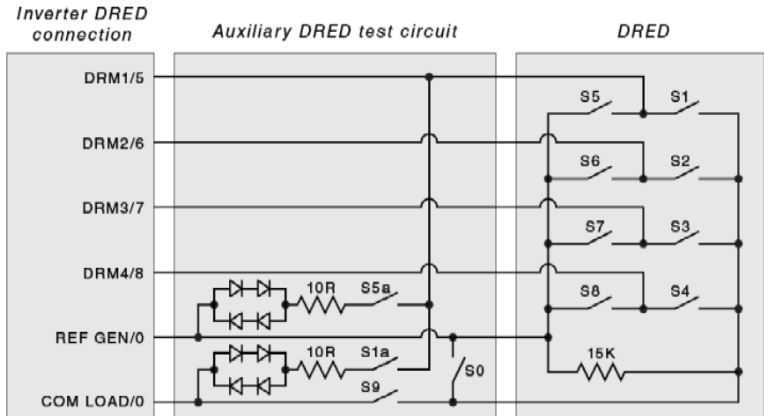 Inverter DRED connection
Auxiliary DRED test circuit
DRED
DRM1/5
S5
S1
DRM2/6
S6
S2
DRM3/7
S7
S3
DRM4/8
S8
S4
10R
S5a
REF GEN/0
10R
S1a
S0
15K
S9
COM LOAD/0